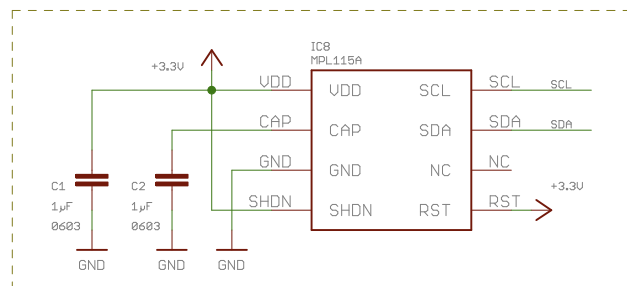 IC8
MPL115A
+3.3V
VDD
VDD
SCL
SCL
SCL
CAP
CAP
SDA
SDA
SDA
GND
GND
NC
NC
C1
1µF
0603
C2
1µF
0603
SHDN
SHDN
RST
RST
+3.3V
GND
GND
GND